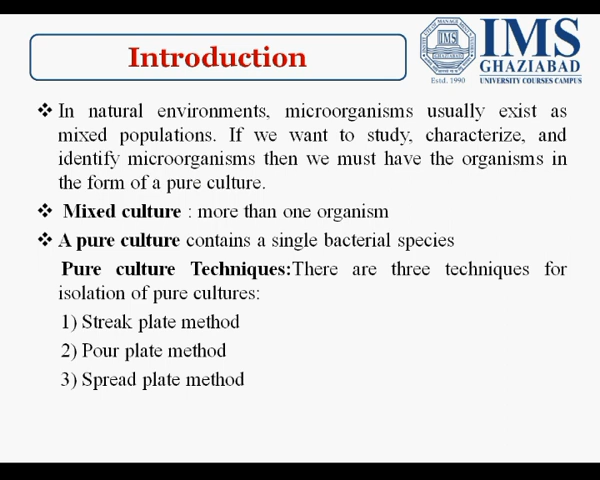 Introduction
IMS
GHAZIABAD
Estd. 1990
UNIVERSITY COURSES CAMPUS
❖ In natural environments, microorganisms usually exist as
mixed populations. If we want to study, characterize, and
identify microorganisms then we must have the organisms in
the form of a pure culture.
❖ Mixed culture : more than one organism
❖ A pure culture contains a single bacterial species
Pure culture Techniques:There are three techniques for
isolation of pure cultures:
1) Streak plate method
2) Pour plate method
3) Spread plate method